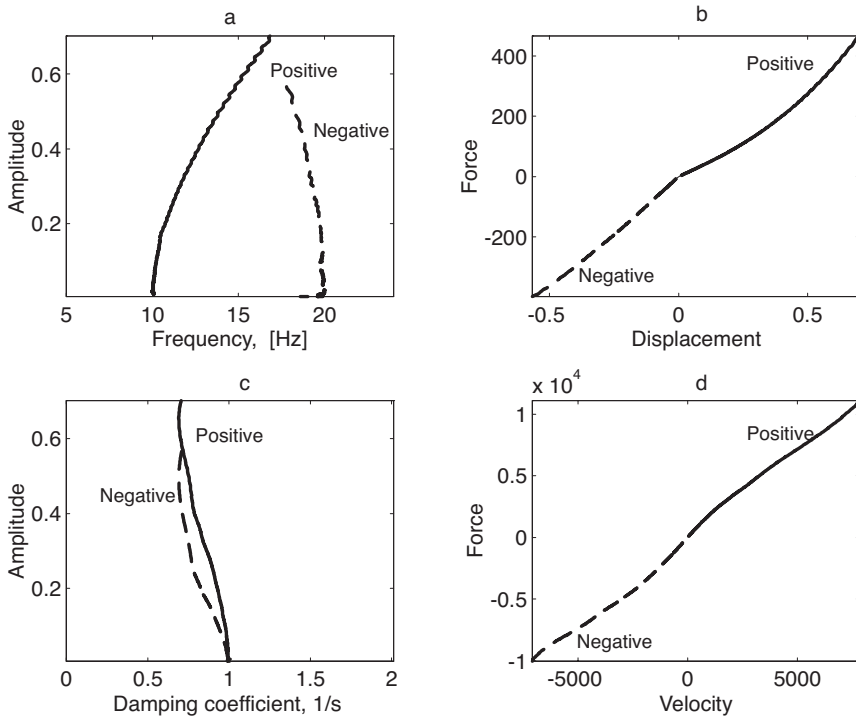 a
0.6
0.4
0.2
Amplitude
Positive
Negative
5 10 15 20
Frequency, [Hz]
b
400
200
0
-200
Force
Positive
Negative
-0.5 0 0.5
Displacement
c
0.6
0.4
0.2
Amplitude
Positive
Negative
0 0.5 1 1.5 2
Damping coefficient, 1/s
d
x 10^4
1
0.5
0
-0.5
-1
Force
Positive
Negative
-5000 0 5000
Velocity